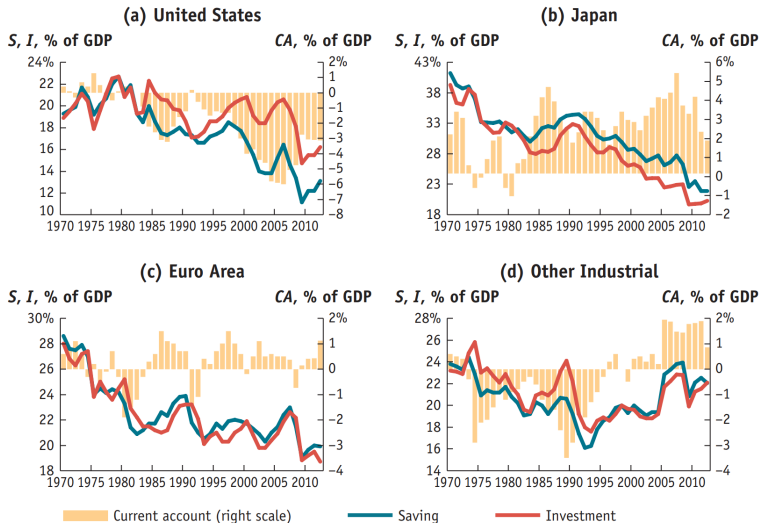 (a) United States
S, I, % of GDP CA, % of GDP
24% 22 20 18 16 14 12 10
2% 1 0 −1 −2 −3 −4 −5 −6 −7 −8
1970 1975 1980 1985 1990 1995 2000 2005 2010
(b) Japan
S, I, % of GDP CA, % of GDP
43% 38 33 28 23 18
6% 5 4 3 2 1 0 −1 −2
1970 1975 1980 1985 1990 1995 2000 2005 2010
(c) Euro Area
S, I, % of GDP CA, % of GDP
30% 28 26 24 22 20 18
2% 1 0 −1 −2 −3 −4
1970 1975 1980 1985 1990 1995 2000 2005 2010
(d) Other Industrial
S, I, % of GDP CA, % of GDP
28% 26 24 22 20 18 16 14
2% 1 0 −1 −2 −3 −4
1970 1975 1980 1985 1990 1995 2000 2005 2010
Current account (right scale) Saving Investment